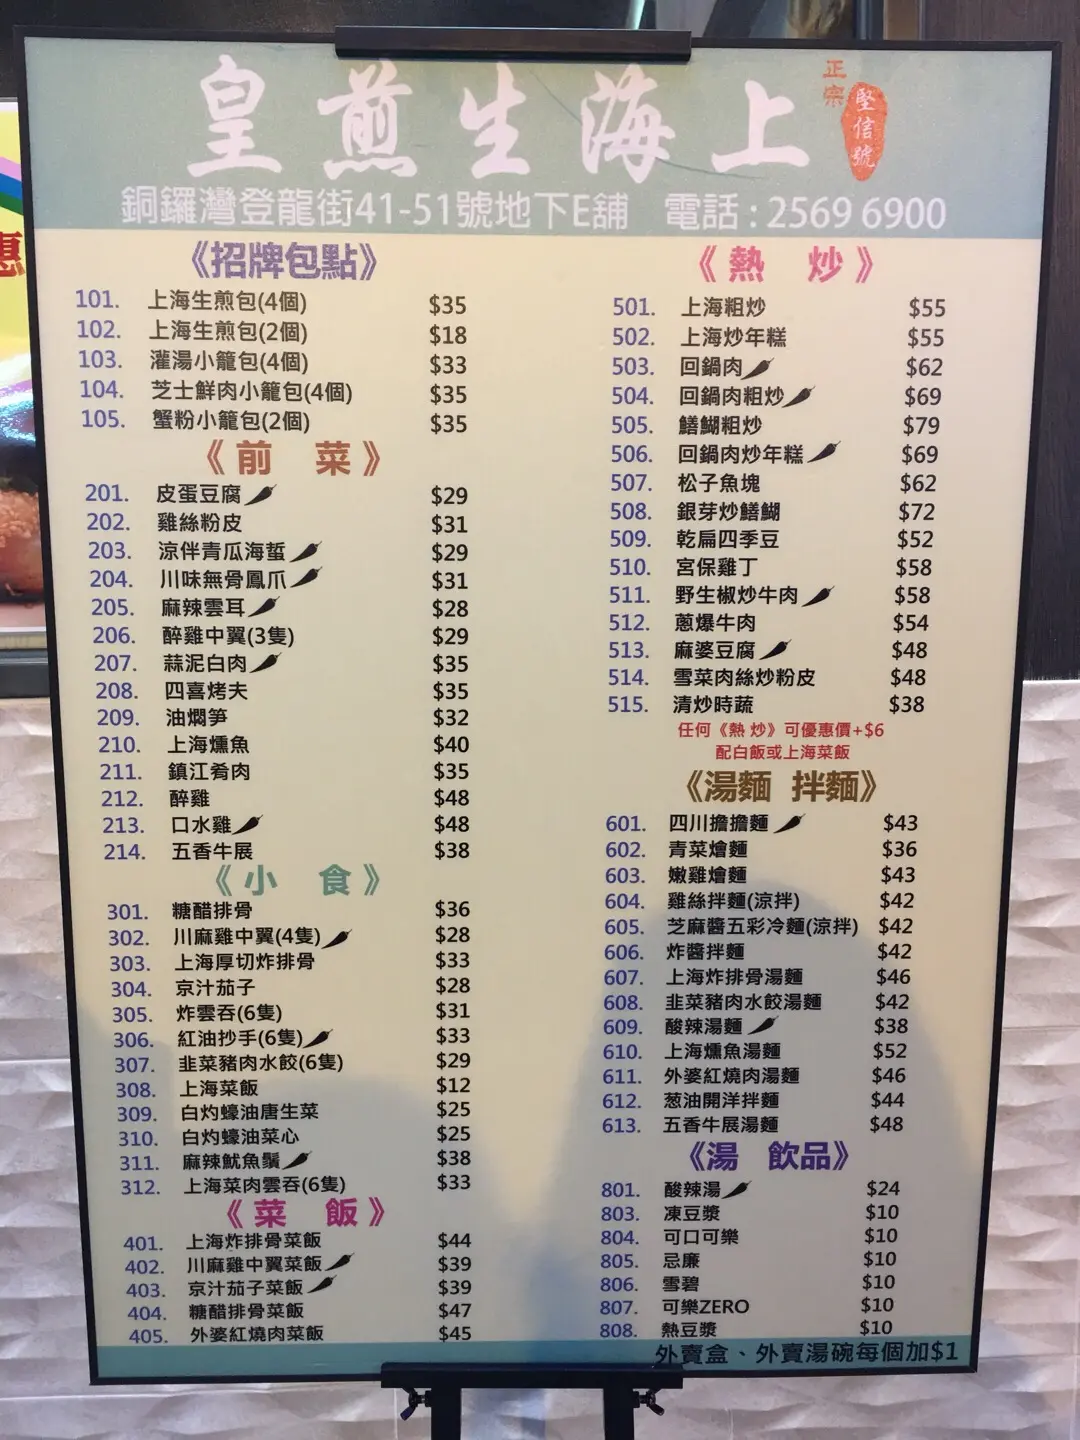 皇煎生海上
正宗
堅信號
銅鑼灣登龍街41-51號地下E舖 電話 : 2569 6900
惠
《招牌包點》
101. 上海生煎包(4個) $35
102. 上海生煎包(2個) $18
103. 灌湯小籠包(4個) $33
104. 芝士鮮肉小籠包(4個) $35
105. 蟹粉小籠包(2個) $35
《前 菜》
201. 皮蛋豆腐 $29
202. 雞絲粉皮 $31
203. 涼伴青瓜海蜇 $29
204. 川味無骨鳳爪 $31
205. 麻辣雲耳 $28
206. 醉雞中翼(3隻) $29
207. 蒜泥白肉 $35
208. 四喜烤夫 $35
209. 油燜笋 $32
210. 上海燻魚 $40
211. 鎮江肴肉 $35
212. 醉雞 $48
213. 口水雞 $48
214. 五香牛展 $38
《小 食》
301. 糖醋排骨 $36
302. 川麻雞中翼(4隻) $28
303. 上海厚切炸排骨 $33
304. 京汁茄子 $28
305. 炸雲吞(6隻) $31
306. 紅油抄手(6隻) $33
307. 韭菜豬肉水餃(6隻) $29
308. 上海菜飯 $12
309. 白灼蠔油唐生菜 $25
310. 白灼蠔油菜心 $25
311. 麻辣魷魚鬚 $38
312. 上海菜肉雲吞(6隻) $33
《菜 飯》
401. 上海炸排骨菜飯 $44
402. 川麻雞中翼菜飯 $39
403. 京汁茄子菜飯 $39
404. 糖醋排骨菜飯 $47
405. 外婆紅燒肉菜飯 $45
《熱 炒》
501. 上海粗炒 $55
502. 上海炒年糕 $55
503. 回鍋肉 $62
504. 回鍋肉粗炒 $69
505. 鱔鰗粗炒 $79
506. 回鍋肉炒年糕 $69
507. 松子魚塊 $62
508. 銀芽炒鱔鰗 $72
509. 乾扁四季豆 $52
510. 宮保雞丁 $58
511. 野生椒炒牛肉 $58
512. 蔥爆牛肉 $54
513. 麻婆豆腐 $48
514. 雪菜肉絲炒粉皮 $48
515. 清炒時蔬 $38
任何《熱 炒》可優惠價+$6
配白飯或上海菜飯
《湯麵 拌麵》
601. 四川擔擔麵 $43
602. 青菜燴麵 $36
603. 嫩雞燴麵 $43
604. 雞絲拌麵(涼拌) $42
605. 芝麻醬五彩冷麵(涼拌) $42
606. 炸醬拌麵 $42
607. 上海炸排骨湯麵 $46
608. 韭菜豬肉水餃湯麵 $42
609. 酸辣湯麵 $38
610. 上海燻魚湯麵 $52
611. 外婆紅燒肉湯麵 $46
612. 葱油開洋拌麵 $44
613. 五香牛展湯麵 $48
《湯 飲品》
801. 酸辣湯 $24
803. 凍豆漿 $10
804. 可口可樂 $10
805. 忌廉 $10
806. 雪碧 $10
807. 可樂ZERO $10
808. 熱豆漿 $10
外賣盒、外賣湯碗每個加$1